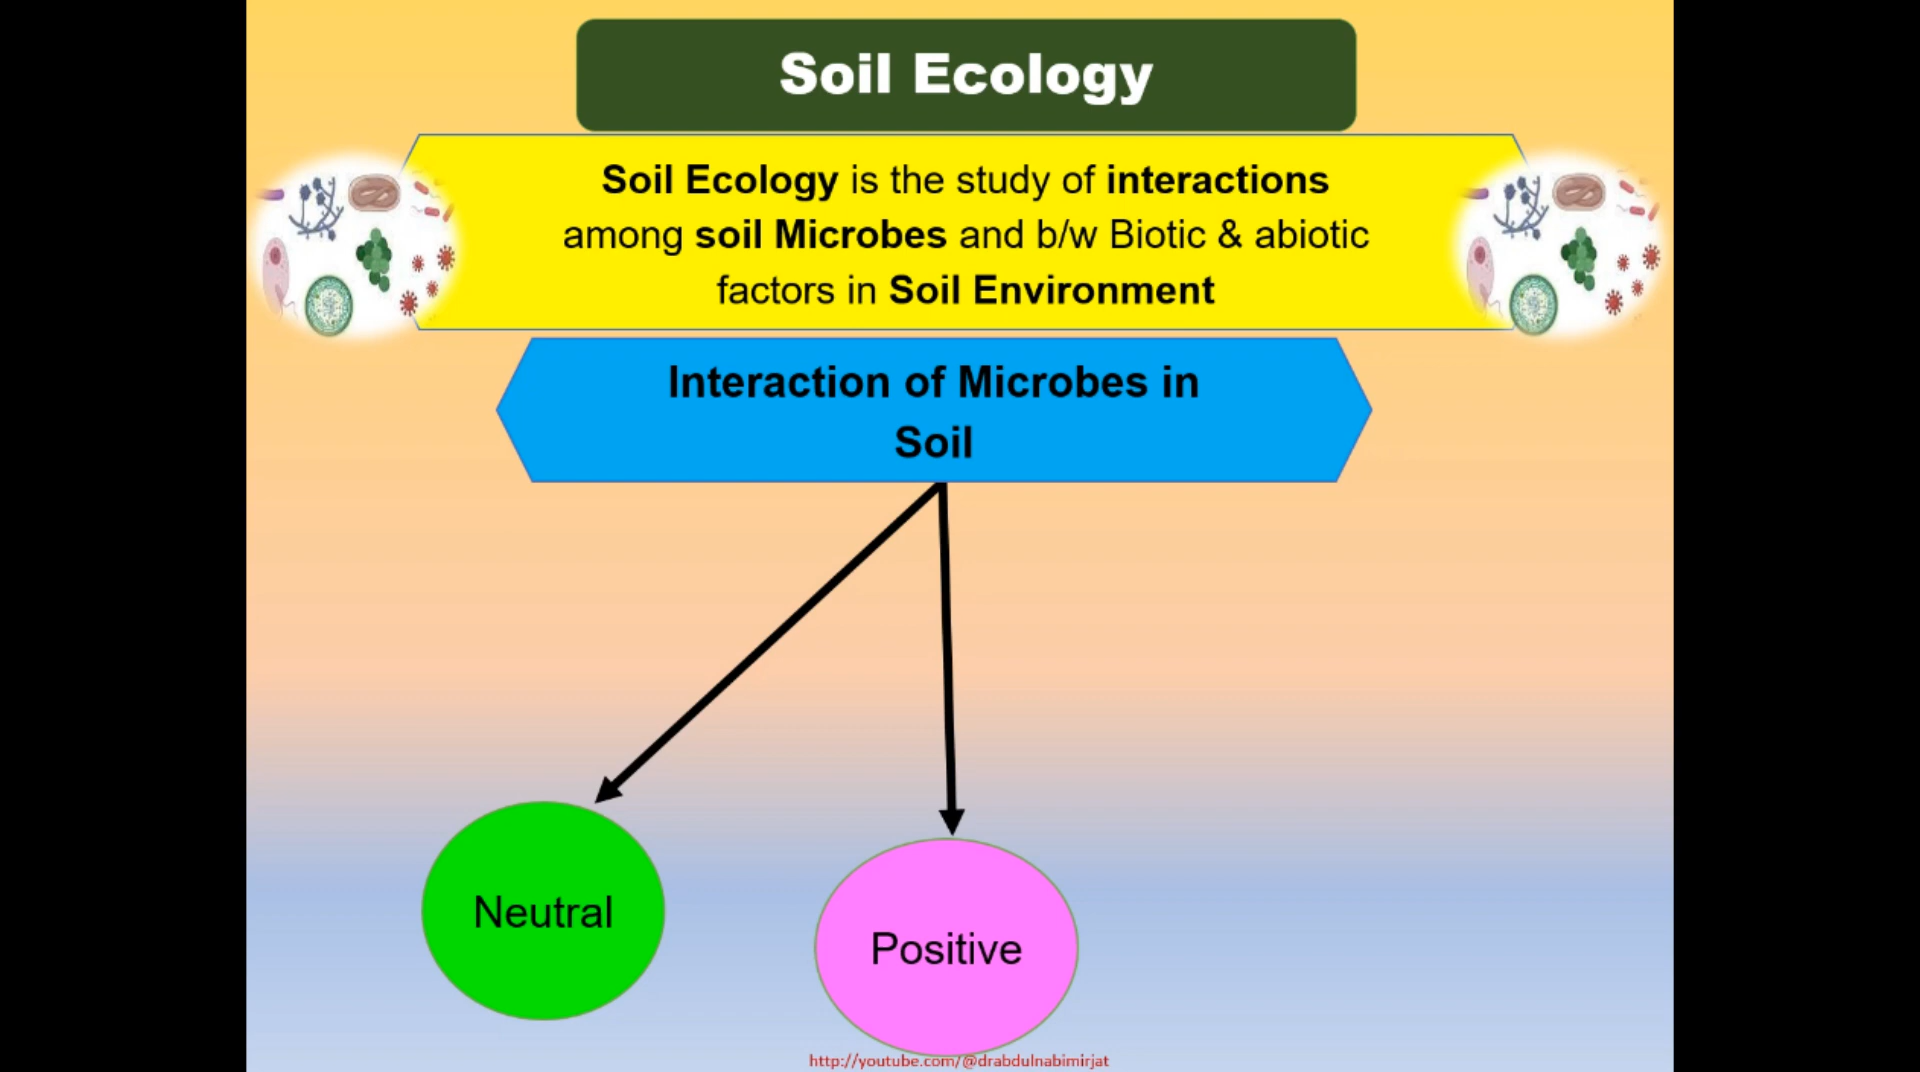 Soil Ecology
Soil Ecology is the study of interactions
among soil Microbes and b/w Biotic & abiotic
factors in Soil Environment
Interaction of Microbes in
Soil
Neutral
Positive
http://youtube.com/@drabdulnabimirjat